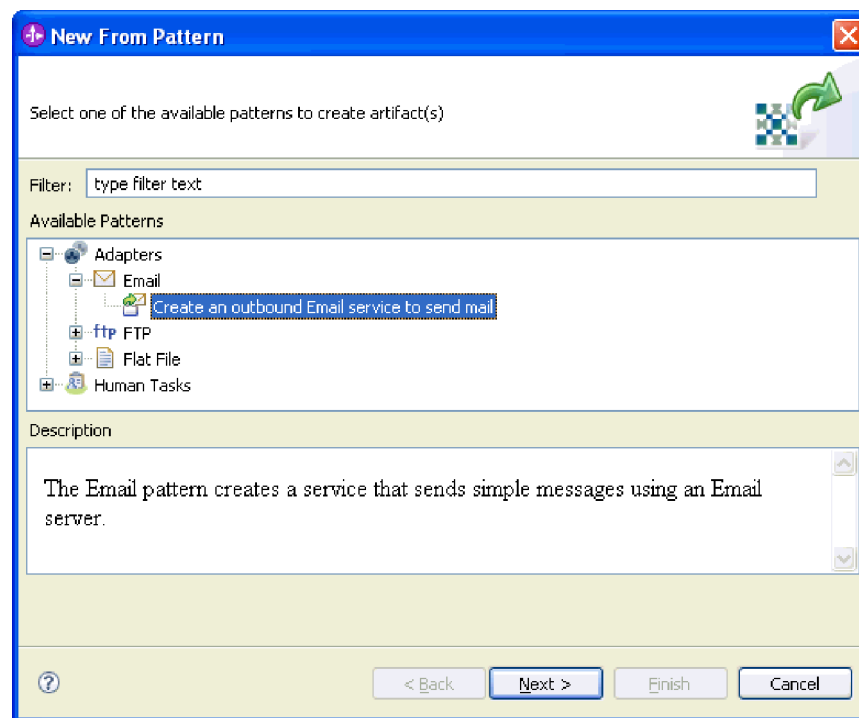 New From Pattern
Select one of the available patterns to create artifact(s)
Filter: type filter text
Available Patterns
Adapters
Email
Create an outbound Email service to send mail
ftp FTP
Flat File
Human Tasks
Description
The Email pattern creates a service that sends simple messages using an Email
server.
? < Back Next > Finish Cancel